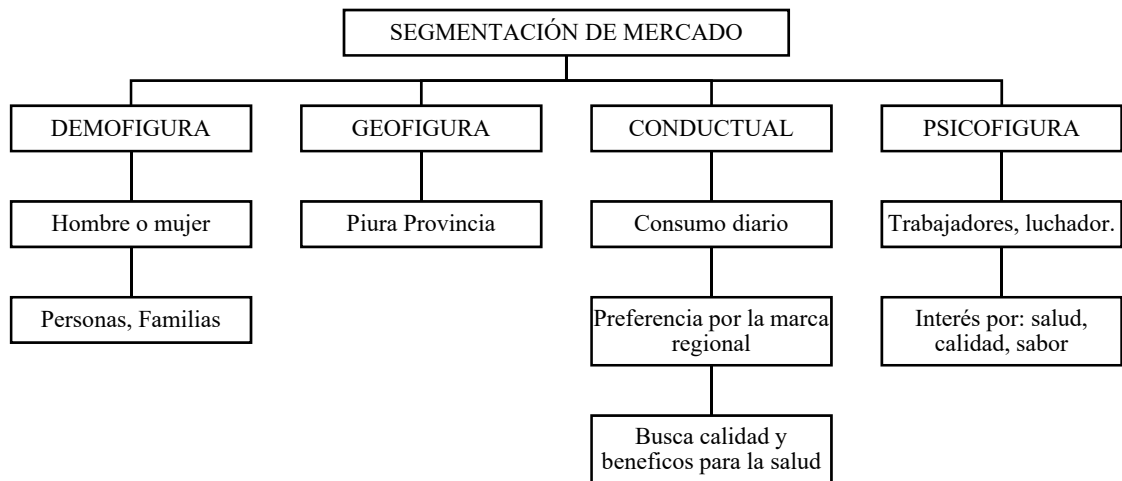 SEGMENTACIÓN DE MERCADO
DEMOFIGURA
GEOFIGURA
CONDUCTUAL
PSICOFIGURA
Hombre o mujer
Piura Provincia
Consumo diario
Trabajadores, luchador.
Personas, Familias
Preferencia por la marca
regional
Interés por: salud,
calidad, sabor
Busca calidad y
beneficos para la salud